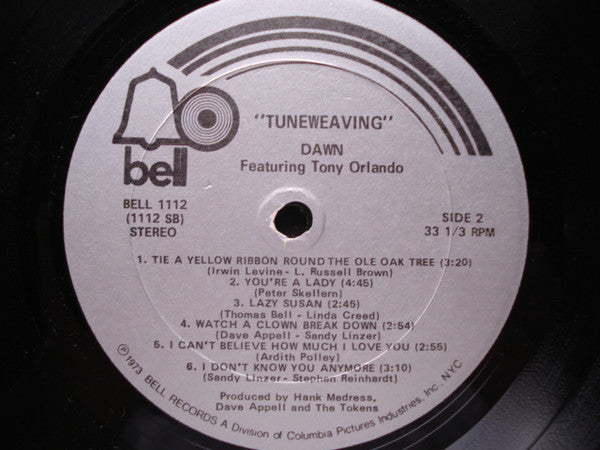 bell
"TUNEWEAVING"
DAWN
Featuring Tony Orlando
BELL 1112
(1112 SB)
STEREO
SIDE 2
33 1/3 RPM
1. TIE A YELLOW RIBBON ROUND THE OLE OAK TREE (3:20)
(Irwin Levine - L. Russell Brown)
2. YOU'RE A LADY (4:45)
(Peter Skellern)
3. LAZY SUSAN (2:45)
(Thomas Bell - Linda Creed)
4. WATCH A CLOWN BREAK DOWN (2:54)
(Dave Appell - Sandy Linzer)
5. I CAN'T BELIEVE HOW MUCH I LOVE YOU (2:55)
(Ardith Polley)
6. I DON'T KNOW YOU ANYMORE (3:10)
(Sandy Linzer - Stephen Reinhardt)
Produced by Hank Medress,
Dave Appell and The Tokens
℗1973 BELL RECORDS A Division of Columbia Pictures Industries, Inc., N.Y.C.